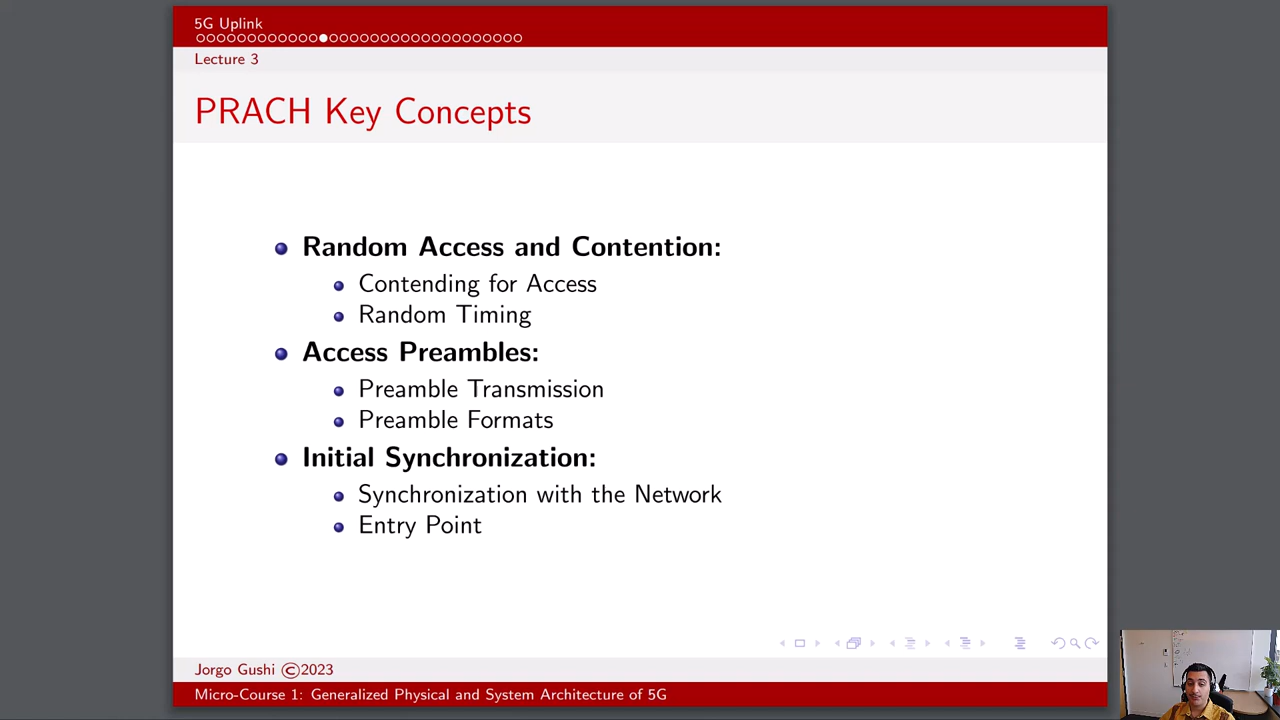 5G Uplink
Lecture 3
PRACH Key Concepts
Random Access and Contention:
Contending for Access
Random Timing
Access Preambles:
Preamble Transmission
Preamble Formats
Initial Synchronization:
Synchronization with the Network
Entry Point
Jorgo Gushi ©2023
Micro-Course 1: Generalized Physical and System Architecture of 5G